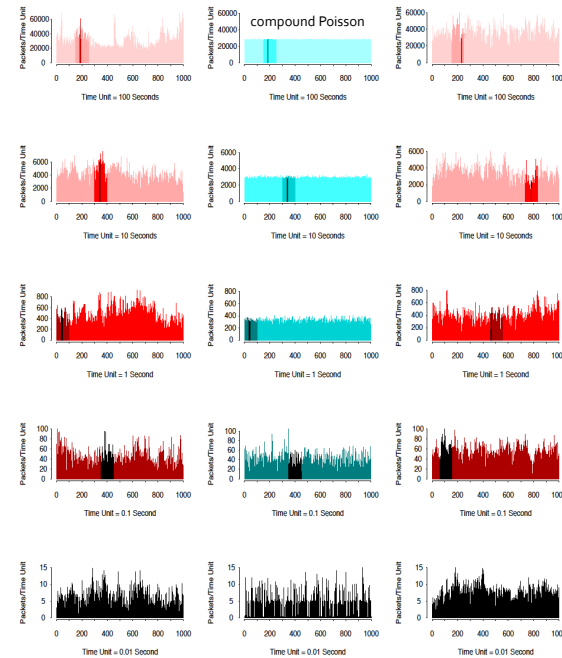 compound Poisson
Packets/Time Unit
60000
40000
20000
0
0 200 400 600 800 1000
Time Unit = 100 Seconds
Packets/Time Unit
60000
50000
40000
30000
20000
10000
0
0 200 400 600 800 1000
Time Unit = 100 Seconds
Packets/Time Unit
60000
40000
20000
0
0 200 400 600 800 1000
Time Unit = 100 Seconds
Packets/Time Unit
6000
4000
2000
0
0 200 400 600 800 1000
Time Unit = 10 Seconds
Packets/Time Unit
6000
4000
2000
0
0 200 400 600 800 1000
Time Unit = 10 Seconds
Packets/Time Unit
6000
4000
2000
0
0 200 400 600 800 1000
Time Unit = 10 Seconds
Packets/Time Unit
800
600
400
200
0
0 200 400 600 800 1000
Time Unit = 1 Second
Packets/Time Unit
800
600
400
200
0
0 200 400 600 800 1000
Time Unit = 1 Second
Packets/Time Unit
800
600
400
200
0
0 200 400 600 800 1000
Time Unit = 1 Second
Packets/Time Unit
100
80
60
40
20
0
0 200 400 600 800 1000
Time Unit = 0.1 Second
Packets/Time Unit
100
80
60
40
20
0
0 200 400 600 800 1000
Time Unit = 0.1 Second
Packets/Time Unit
100
80
60
40
20
0
0 200 400 600 800 1000
Time Unit = 0.1 Second
Packets/Time Unit
15
10
5
0
0 200 400 600 800 1000
Time Unit = 0.01 Second
Packets/Time Unit
15
10
5
0
0 200 400 600 800 1000
Time Unit = 0.01 Second
Packets/Time Unit
15
10
5
0
0 200 400 600 800 1000
Time Unit = 0.01 Second